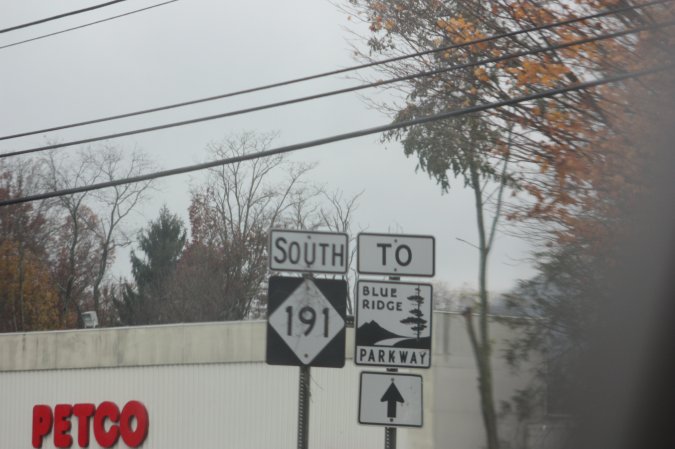 SOUTH
191
TO
BLUE
RIDGE
PARKWAY
PETCO